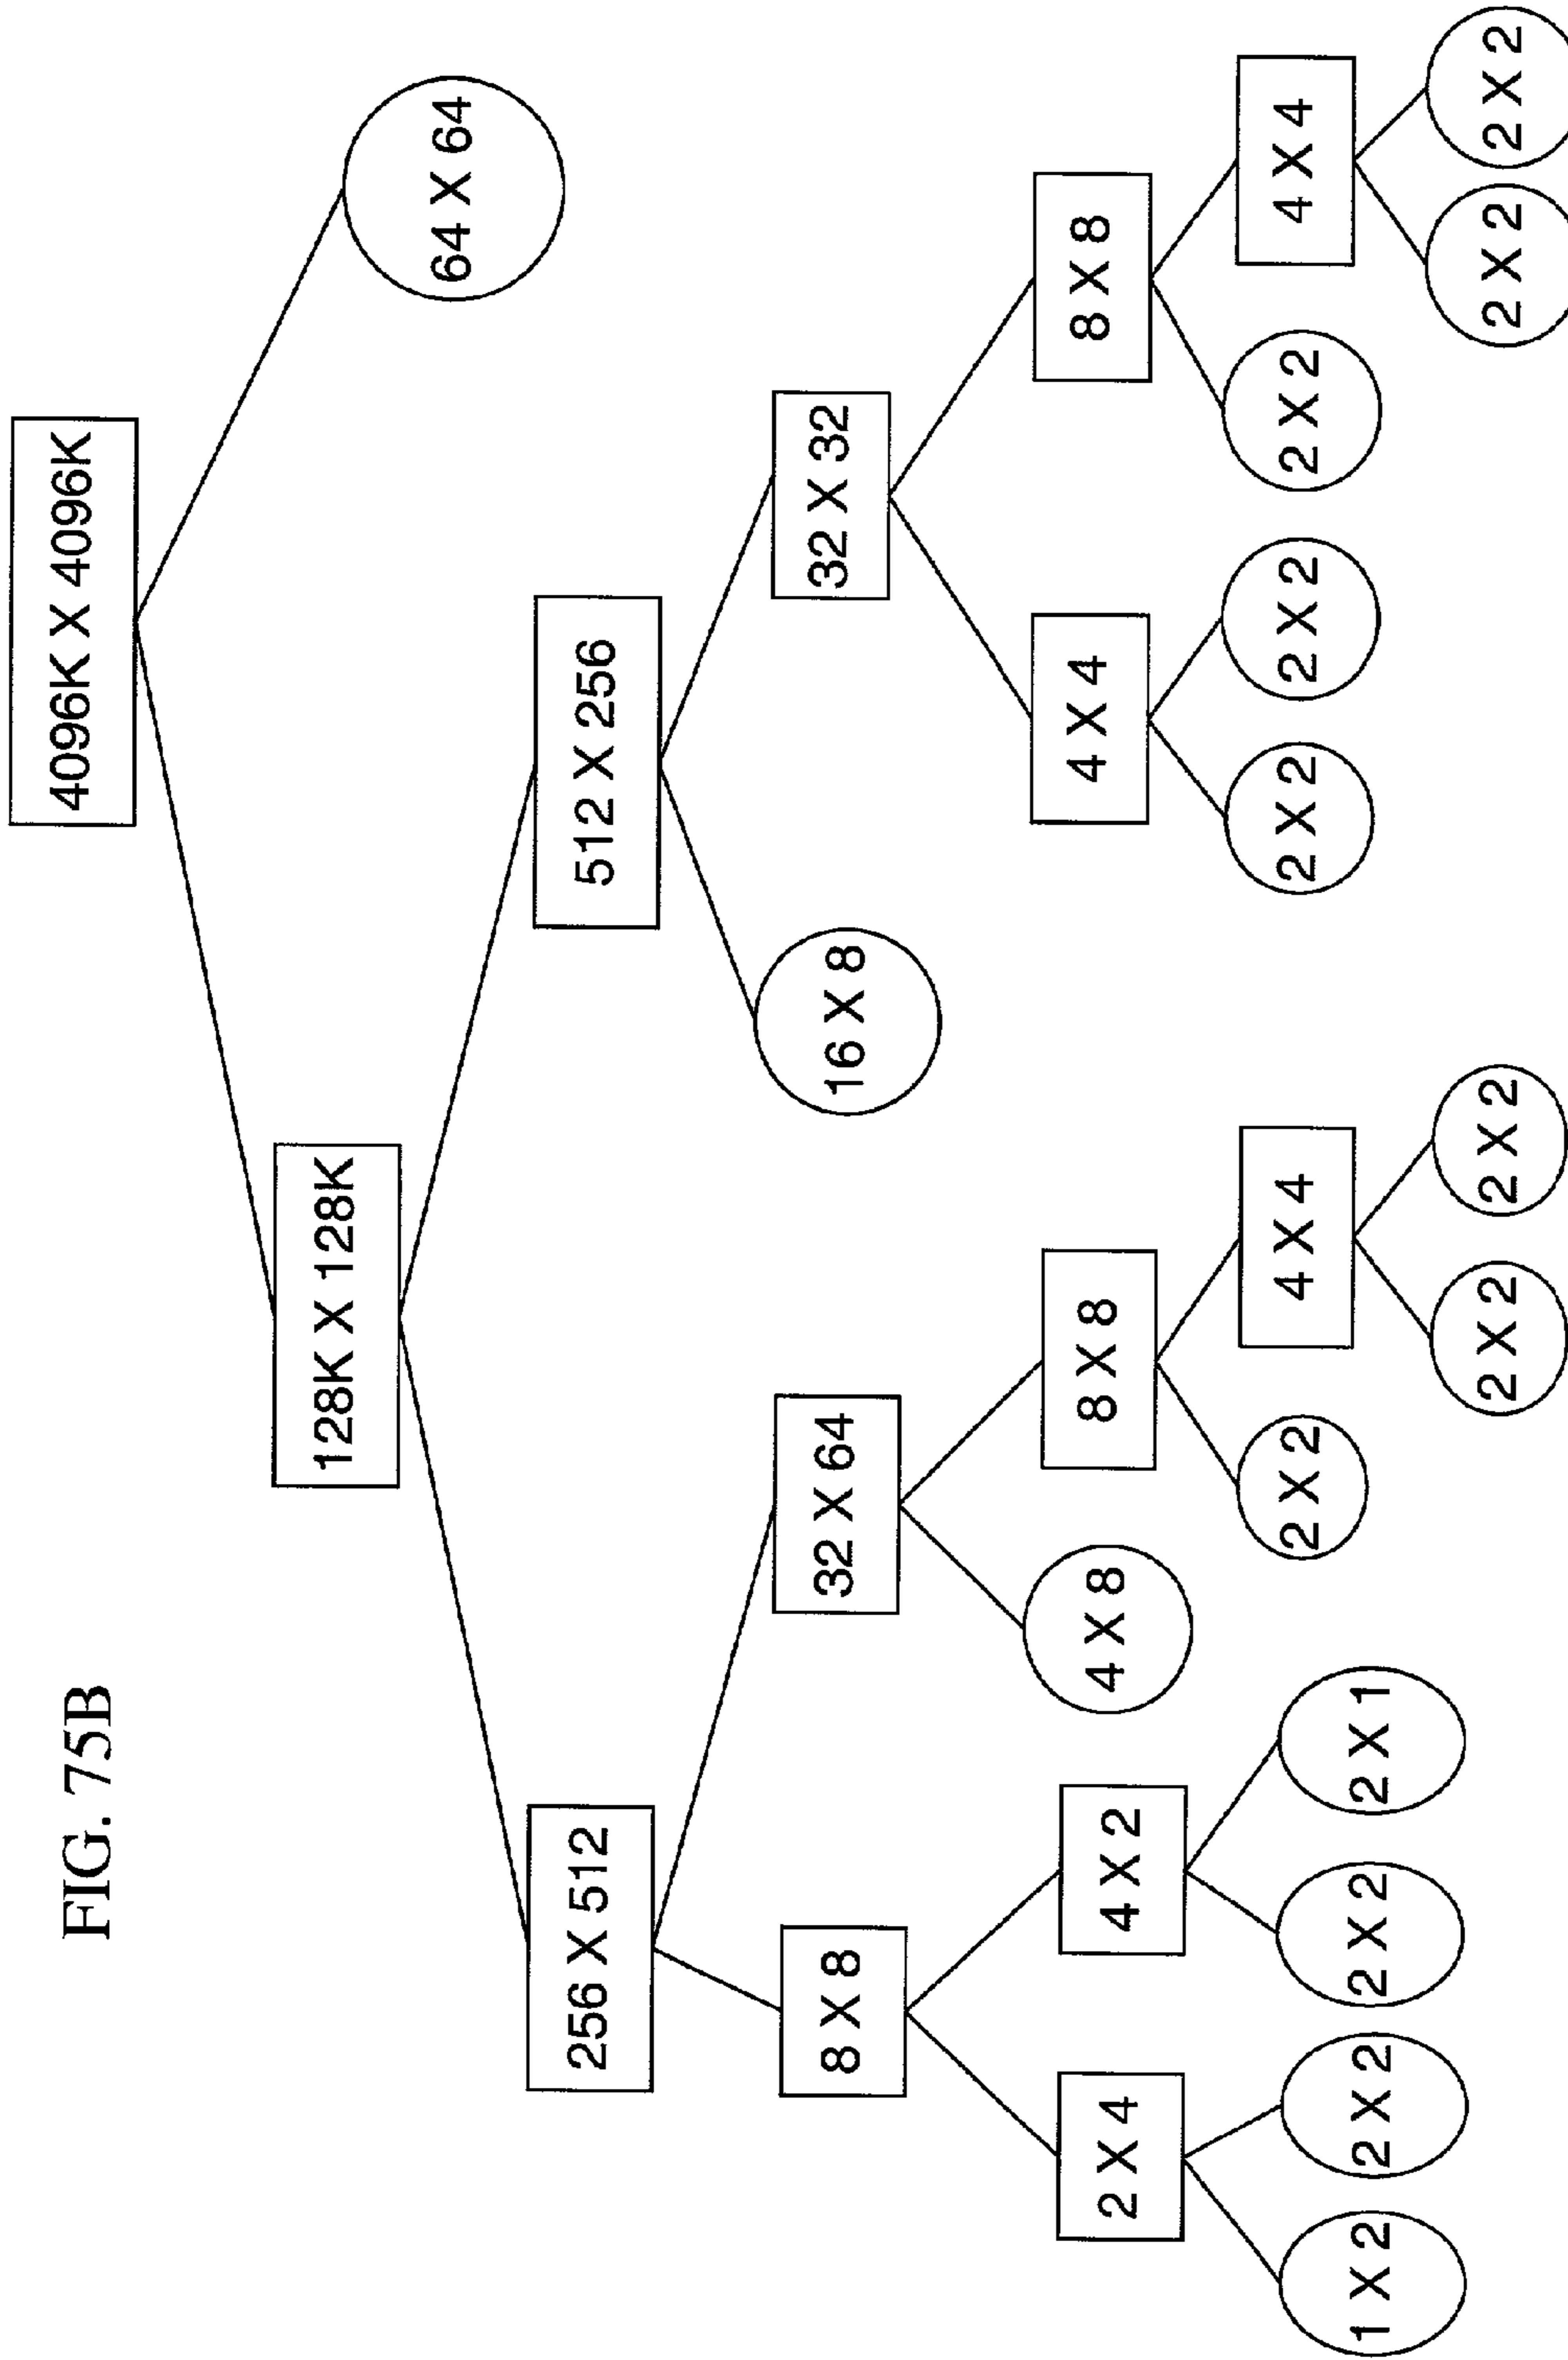 FIG. 75B
4096K X 4096K
128K X 128K
64 X 64
256 X 512
512 X 256
8 X 8
32 X 64
16 X 8
32 X 32
2 X 4
4 X 2
4 X 8
8 X 8
4 X 4
8 X 8
1 X 2
2 X 2
2 X 2
2 X 1
2 X 2
4 X 4
2 X 2
2 X 2
2 X 2
4 X 4
2 X 2
2 X 2
2 X 2
2 X 2